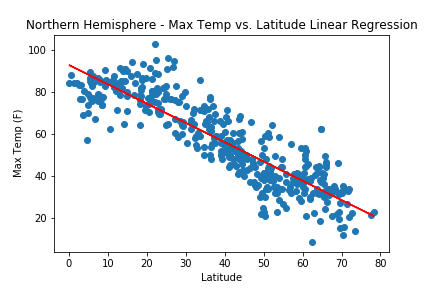 Northern Hemisphere - Max Temp vs. Latitude Linear Regression
100
80
60
40
20
Max Temp (F)
0 10 20 30 40 50 60 70 80
Latitude